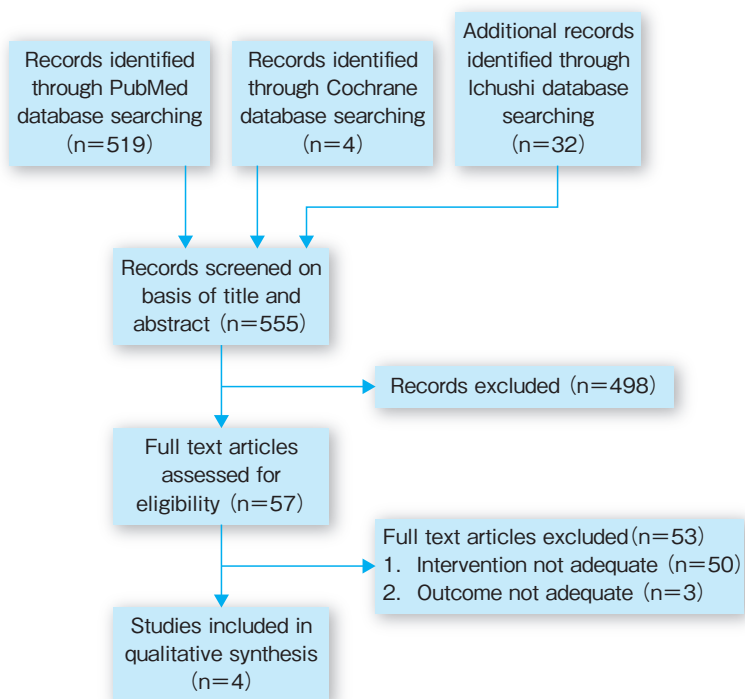 Records identified
through PubMed
database searching
(n=519)
Records identified
through Cochrane
database searching
(n=4)
Additional records
identified through
Ichushi database
searching
(n=32)
Records screened on
basis of title and
abstract (n=555)
Records excluded (n=498)
Full text articles
assessed for
eligibility (n=57)
Full text articles excluded(n=53)
1. Intervention not adequate (n=50)
2. Outcome not adequate (n=3)
Studies included in
qualitative synthesis
(n=4)